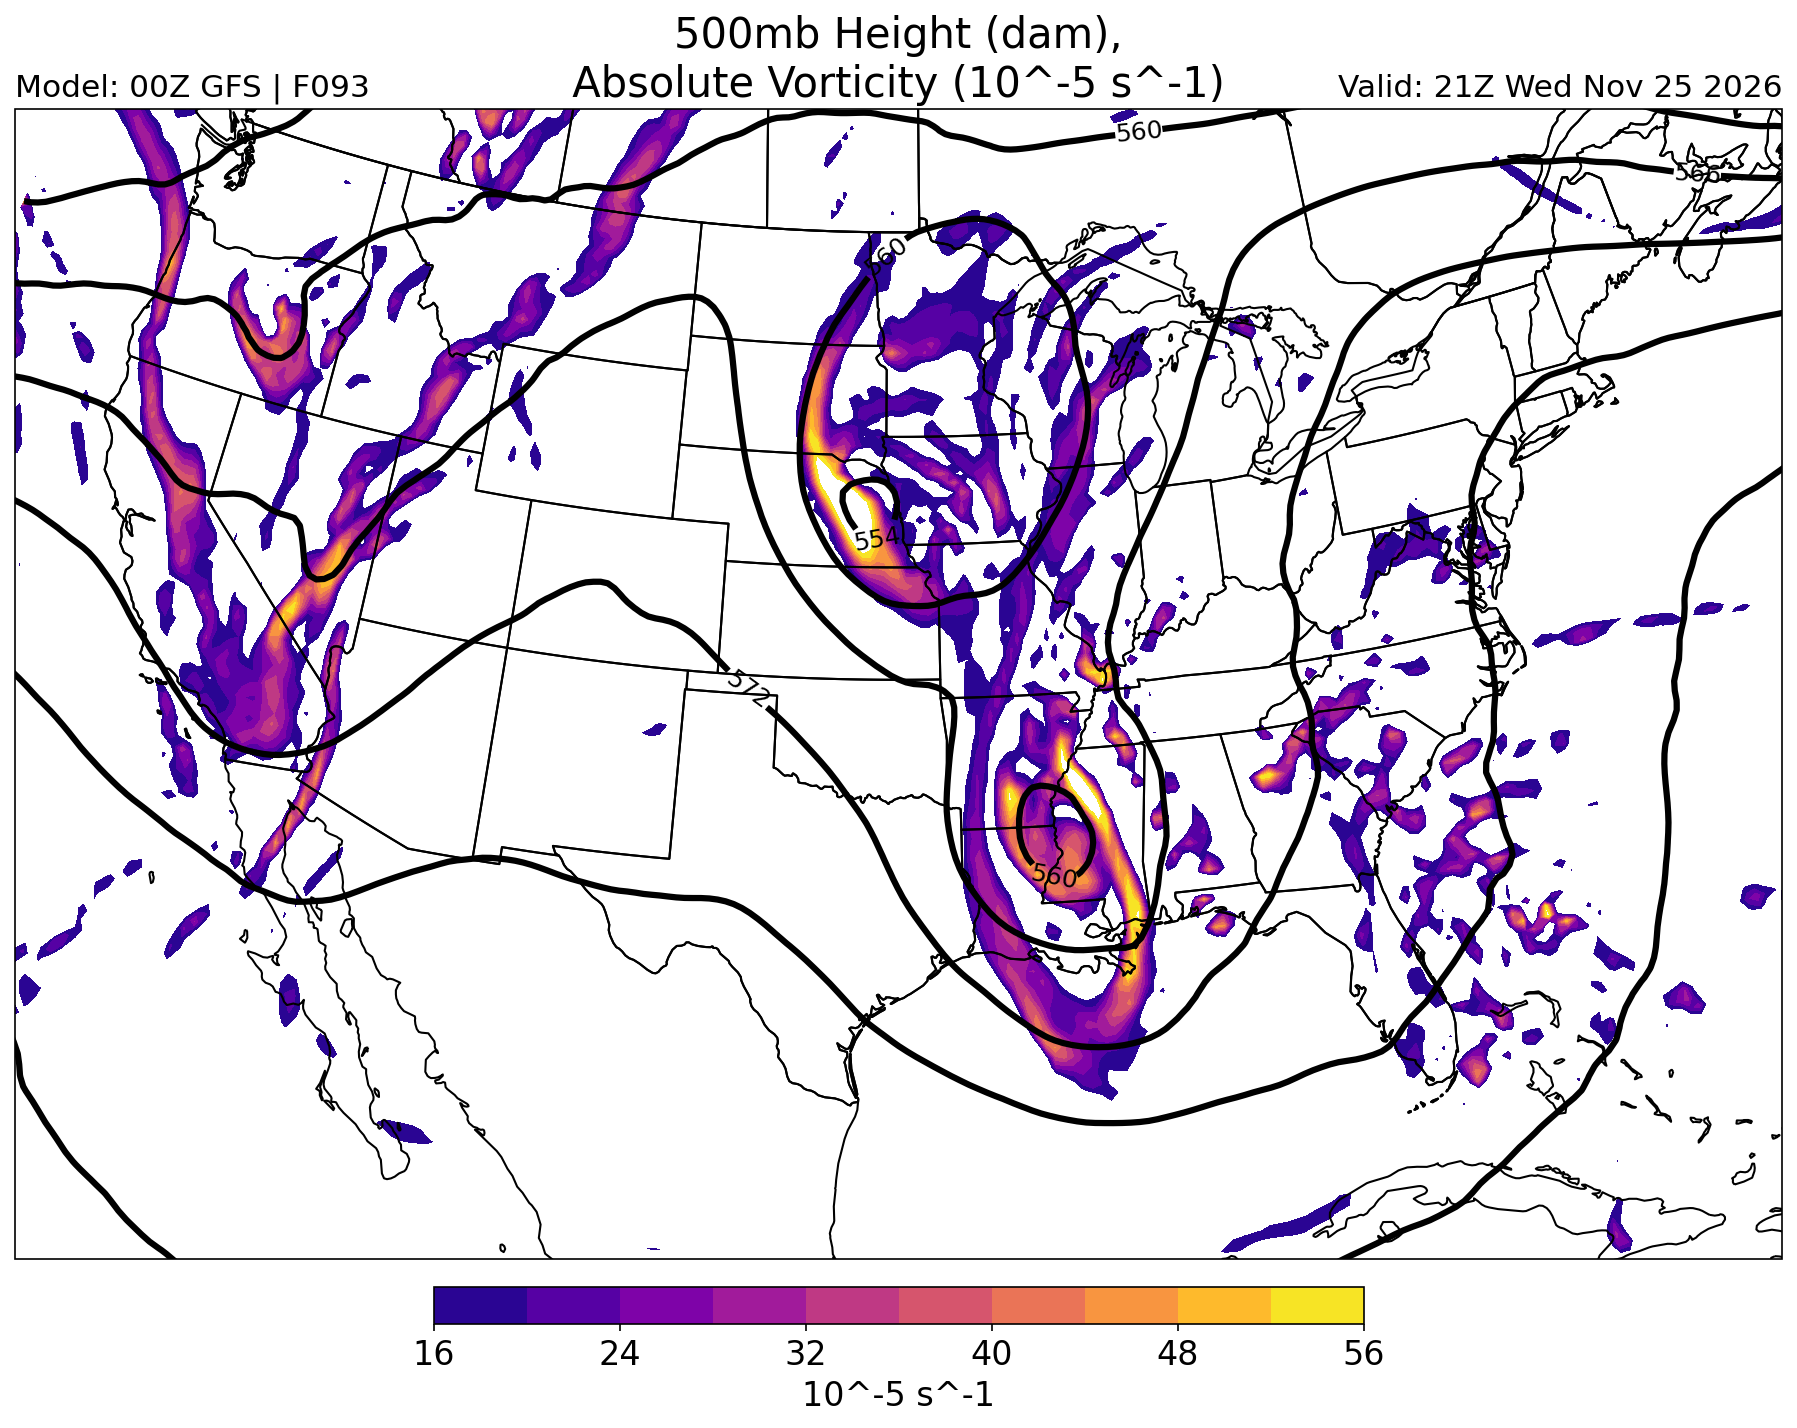 500mb Height (dam),
Model: 00Z GFS | F093
Absolute Vorticity (10^-5 s^-1)
Valid: 21Z Wed Nov 25 2026
560
566
560
554
572
560
16 24 32 40 48 56
10^-5 s^-1